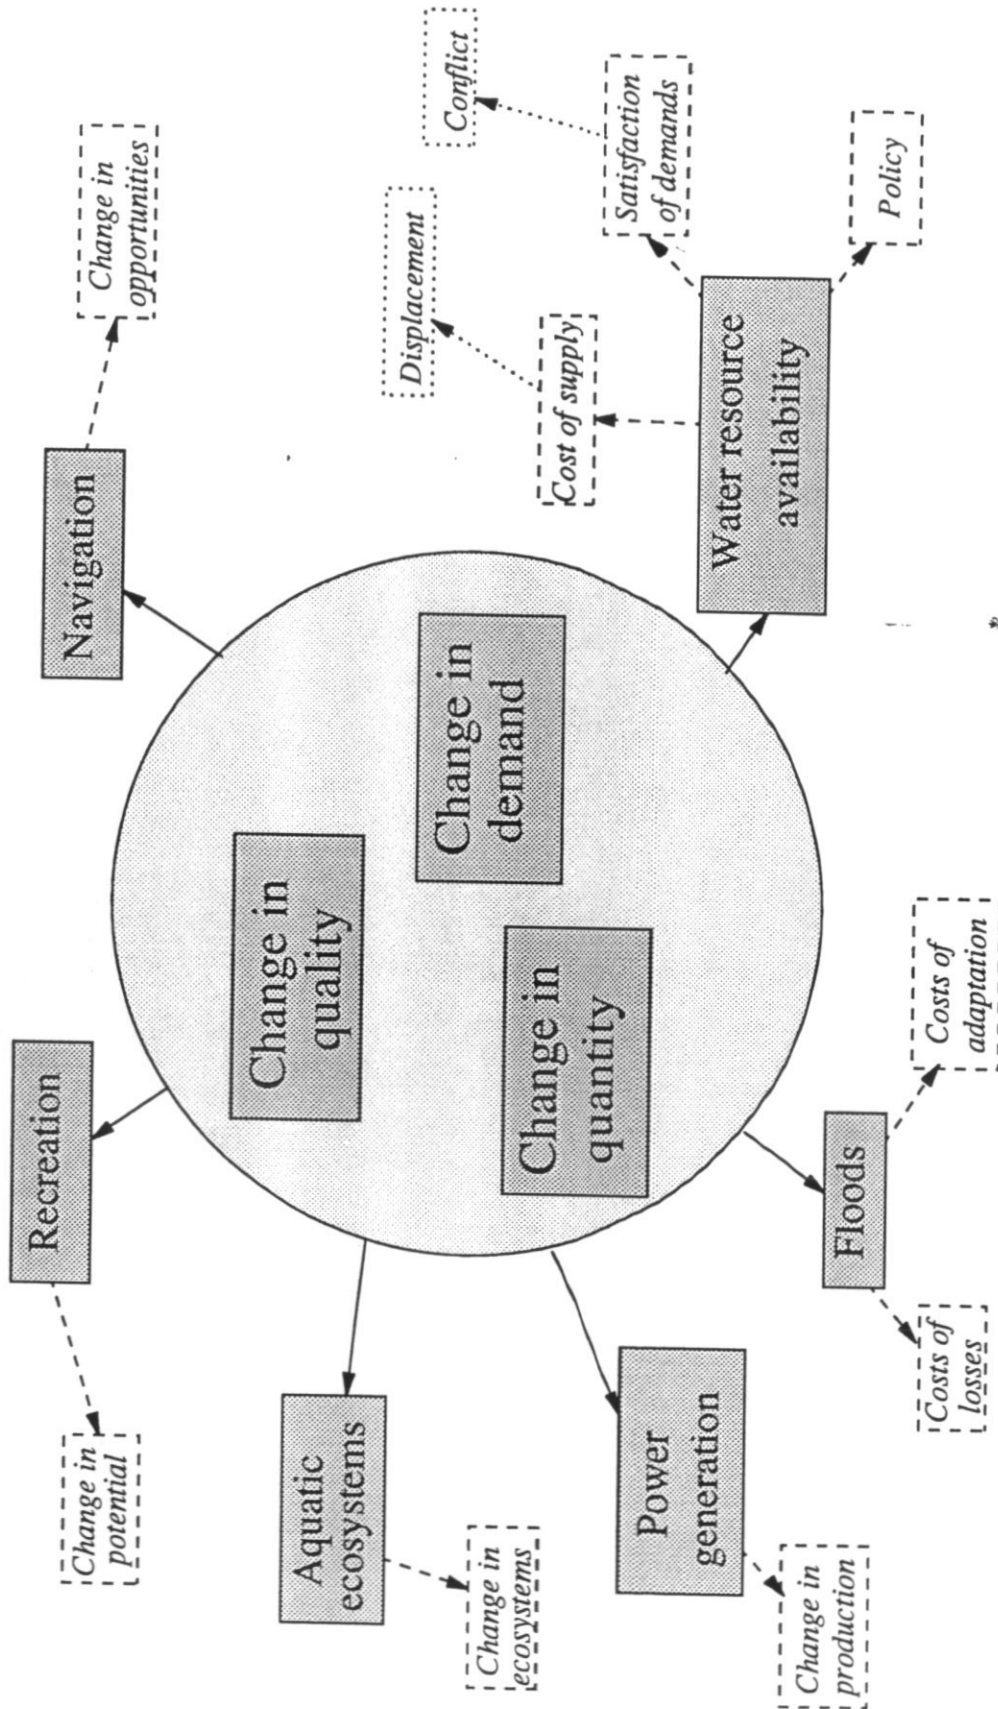 Change in
potential
Recreation
Navigation
Change in
opportunities
Aquatic
ecosystems
Change in
ecosystems
Change in
quality
Change in
demand
Change in
quantity
Displacement
Conflict
Cost of supply
Satisfaction
of demands
Power
generation
Change in
production
Water resource
availability
Policy
Floods
Costs of
losses
Costs of
adaptation